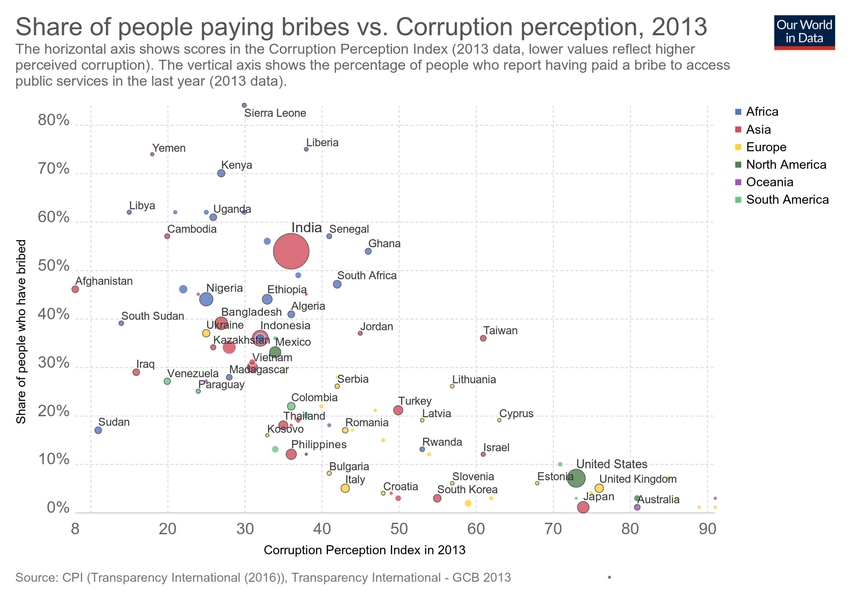 Share of people paying bribes vs. Corruption perception, 2013
Our World
in Data
The horizontal axis shows scores in the Corruption Perception Index (2013 data, lower values reflect higher
perceived corruption). The vertical axis shows the percentage of people who report having paid a bribe to access
public services in the last year (2013 data).
Africa
Asia
Europe
North America
Oceania
South America
Share of people who have bribed
80%
70%
60%
50%
40%
30%
20%
10%
0%
Sierra Leone
Liberia
Yemen
Kenya
Libya
Uganda
Cambodia
India
Senegal
Ghana
South Africa
Afghanistan
Nigeria
Ethiopia
Algeria
South Sudan
Bangladesh
Ukraine
Indonesia
Jordan
Taiwan
Kazakhstan
Mexico
Vietnam
Iraq
Venezuela
Madagascar
Paraguay
Serbia
Lithuania
Colombia
Turkey
Thailand
Latvia
Cyprus
Sudan
Kosovo
Romania
Philippines
Rwanda
Israel
Bulgaria
Italy
Croatia
Slovenia
South Korea
Estonia
United States
United Kingdom
Japan
Australia
8 20 30 40 50 60 70 80 90
Corruption Perception Index in 2013
Source: CPI (Transparency International (2016)), Transparency International - GCB 2013 •